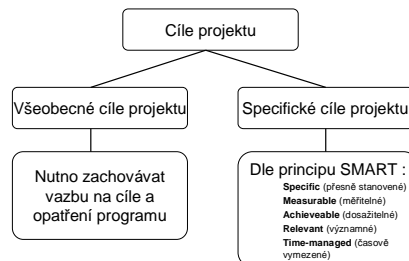 Cíle projektu
Všeobecné cíle projektu
Specifické cíle projektu
Nutno zachovávat
vazbu na cíle a
opatření programu
Dle principu SMART :
Specific (přesně stanovené)
Measurable (měřitelné)
Achieveable (dosažitelné)
Relevant (významné)
Time-managed (časově
vymezené)